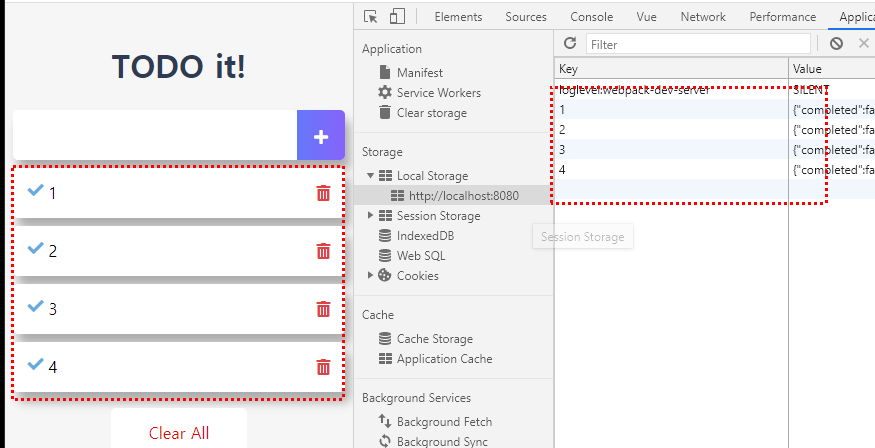 TODO it!
+
1
2
3
4
Clear All
Elements Sources Console Vue Network Performance Applica
Application
Manifest
Service Workers
Clear storage
Storage
Local Storage
http://localhost:8080
Session Storage
IndexedDB
Web SQL
Cookies
Cache
Cache Storage
Application Cache
Background Services
Background Fetch
Background Sync
Filter
Key Value
loglevel:webpack-dev-server SILENT
1 {"completed":fa
2 {"completed":fa
3 {"completed":fa
4 {"completed":fa
Session Storage